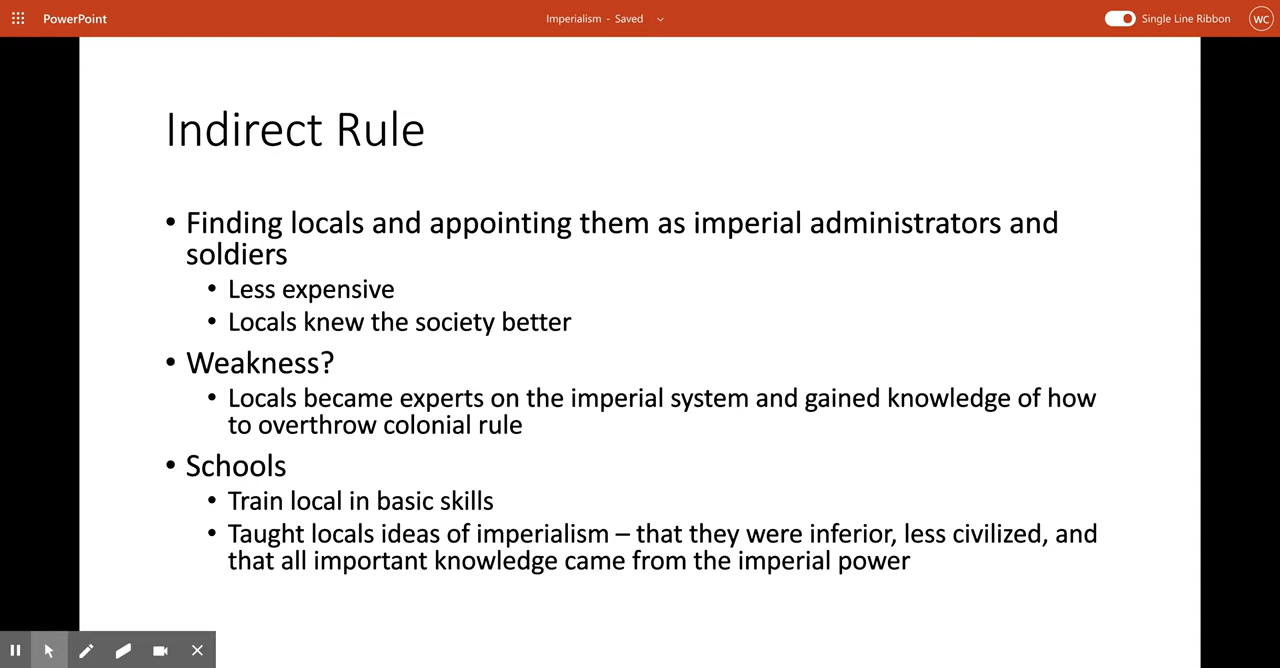 PowerPoint
Imperialism - Saved
Single Line Ribbon
WC
Indirect Rule
• Finding locals and appointing them as imperial administrators and
soldiers
• Less expensive
• Locals knew the society better
• Weakness?
• Locals became experts on the imperial system and gained knowledge of how
to overthrow colonial rule
• Schools
• Train local in basic skills
• Taught locals ideas of imperialism – that they were inferior, less civilized, and
that all important knowledge came from the imperial power